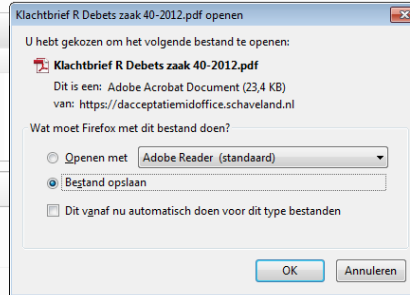 Klachtbrief R Debets zaak 40-2012.pdf openen
U hebt gekozen om het volgende bestand te openen:
Klachtbrief R Debets zaak 40-2012.pdf
Dit is een: Adobe Acrobat Document (23,4 KB)
van: https://dacceptatiemidoffice.schaveland.nl
Wat moet Firefox met dit bestand doen?
Openen met Adobe Reader (standaard)
Bestand opslaan
Dit vanaf nu automatisch doen voor dit type bestanden
OK Annuleren